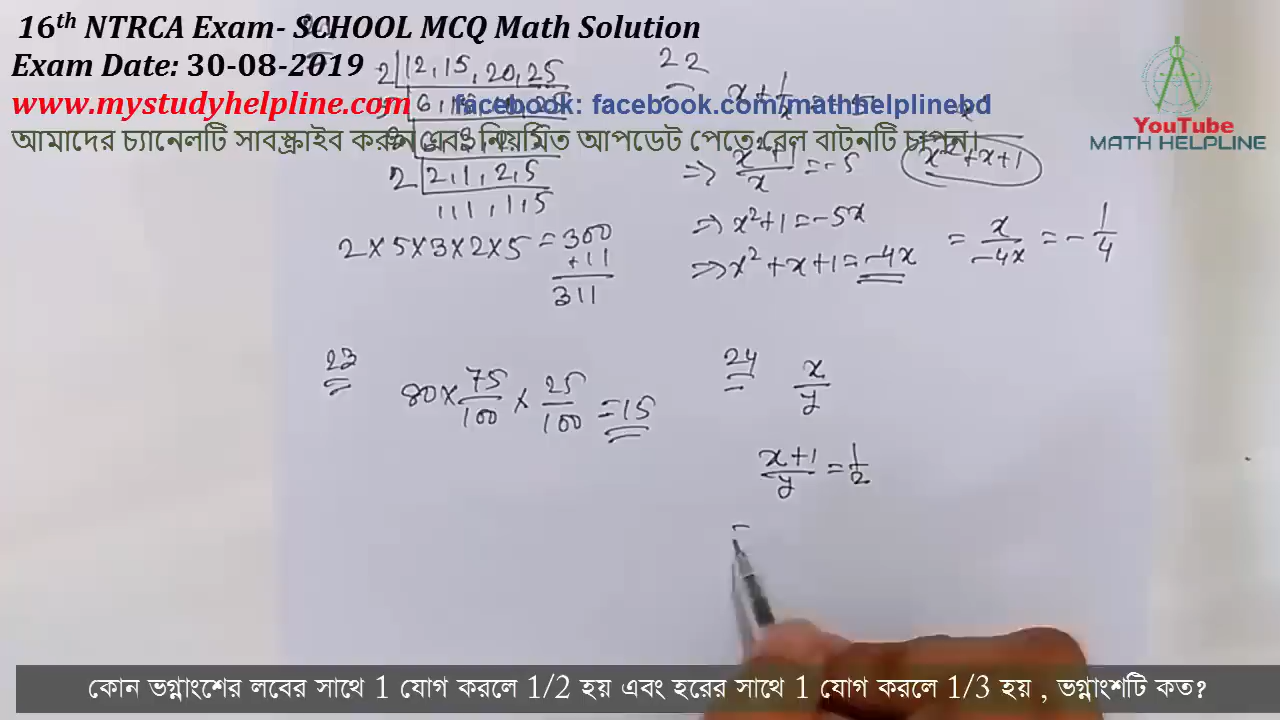 16th NTRCA Exam- SCHOOL MCQ Math Solution
Exam Date: 30-08-2019
www.mystudyhelpline.com facebook: facebook.com/mathhelplinebd
আমাদের চ্যানেলটি সাবস্ক্রাইব করুন এবং নিয়মিত আপডেট পেতে বেল বাটনটি চাপুন।
YouTube
MATH HELPLINE
2 | 12, 15, 20, 25
2 | 2, 1, 2, 5
1, 1, 1, 5
2 × 5 × 3 × 2 × 5 = 300
+11
311
22
x + 1/x = -5
⇒ x²+1/x = -5
⇒ x²+1 = -5x
⇒ x²+x+1 = -4x
x²+x+1
= x/-4x = -1/4
23
80 × 75/100 × 25/100 = 15
24
x/y
x+1/y = 1/2
কোন ভগ্নাংশের লবের সাথে 1 যোগ করলে 1/2 হয় এবং হরের সাথে 1 যোগ করলে 1/3 হয় , ভগ্নাংশটি কত?